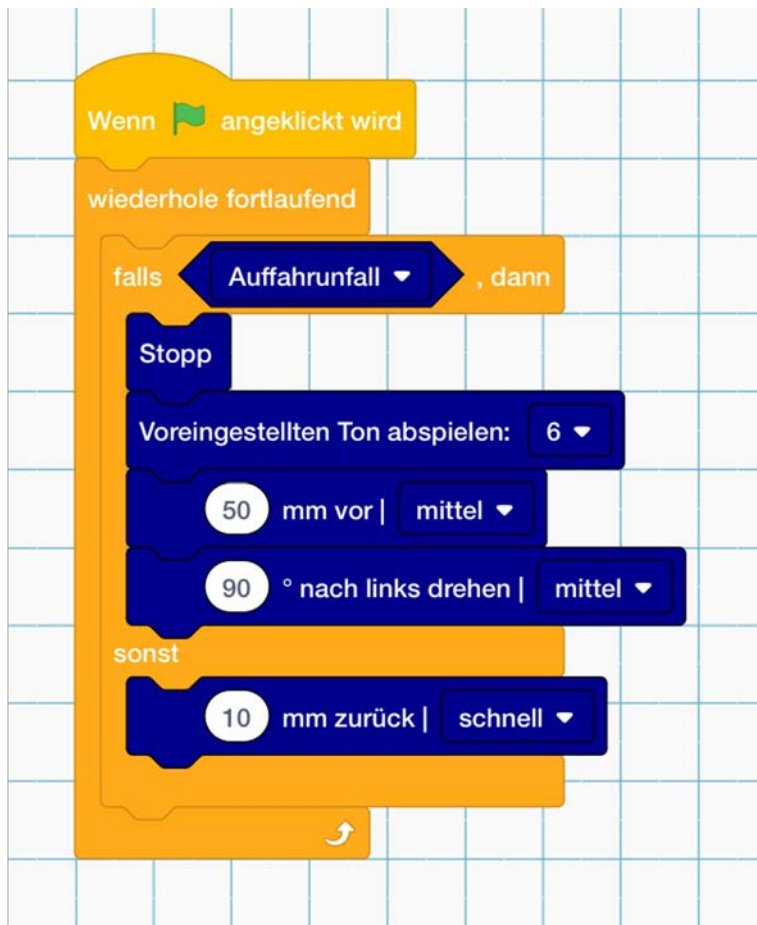 Wenn angeklickt wird
wiederhole fortlaufend
falls Auffahrunfall , dann
Stopp
Voreingestellten Ton abspielen: 6
50 mm vor | mittel
90 ° nach links drehen | mittel
sonst
10 mm zurück | schnell